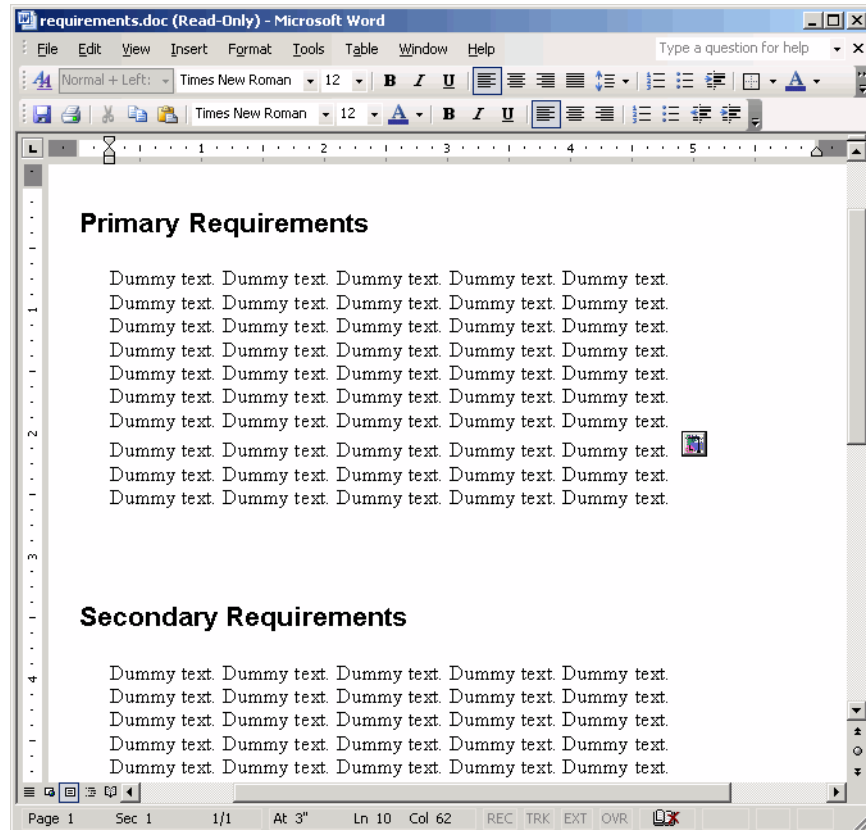 requirements.doc (Read-Only) - Microsoft Word
File Edit View Insert Format Tools Table Window Help Type a question for help
Normal + Left: Times New Roman 12 B I U A
Times New Roman 12 A B I U
L 1 2 3 4 5
Primary Requirements
Dummy text. Dummy text. Dummy text. Dummy text. Dummy text.
Dummy text. Dummy text. Dummy text. Dummy text. Dummy text.
1
Dummy text. Dummy text. Dummy text. Dummy text. Dummy text.
Dummy text. Dummy text. Dummy text. Dummy text. Dummy text.
Dummy text. Dummy text. Dummy text. Dummy text. Dummy text.
Dummy text. Dummy text. Dummy text. Dummy text. Dummy text.
Dummy text. Dummy text. Dummy text. Dummy text. Dummy text.
2
Dummy text. Dummy text. Dummy text. Dummy text. Dummy text.
Dummy text. Dummy text. Dummy text. Dummy text. Dummy text.
Dummy text. Dummy text. Dummy text. Dummy text. Dummy text.
3
Secondary Requirements
Dummy text. Dummy text. Dummy text. Dummy text. Dummy text.
4
Dummy text. Dummy text. Dummy text. Dummy text. Dummy text.
Dummy text. Dummy text. Dummy text. Dummy text. Dummy text.
Dummy text. Dummy text. Dummy text. Dummy text. Dummy text.
Dummy text. Dummy text. Dummy text. Dummy text. Dummy text.
Page 1 Sec 1 1/1 At 3" Ln 10 Col 62 REC TRK EXT OVR